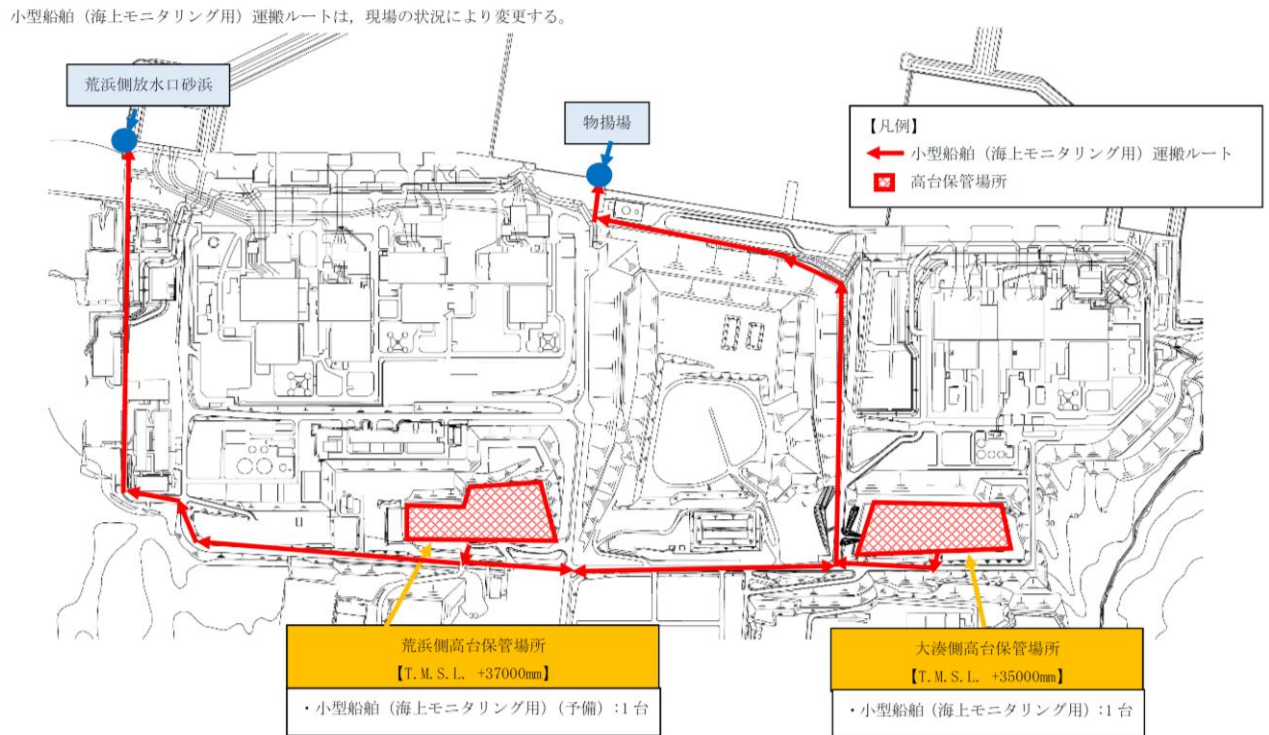 小型船舶（海上モニタリング用）運搬ルートは，現場の状況により変更する。
荒浜側放水口砂浜
物揚場
【凡例】
小型船舶（海上モニタリング用）運搬ルート
高台保管場所
荒浜側高台保管場所
【T.M.S.L. +37000mm】
・小型船舶（海上モニタリング用）（予備）:1台
大湊側高台保管場所
【T.M.S.L. +35000mm】
・小型船舶（海上モニタリング用）:1台